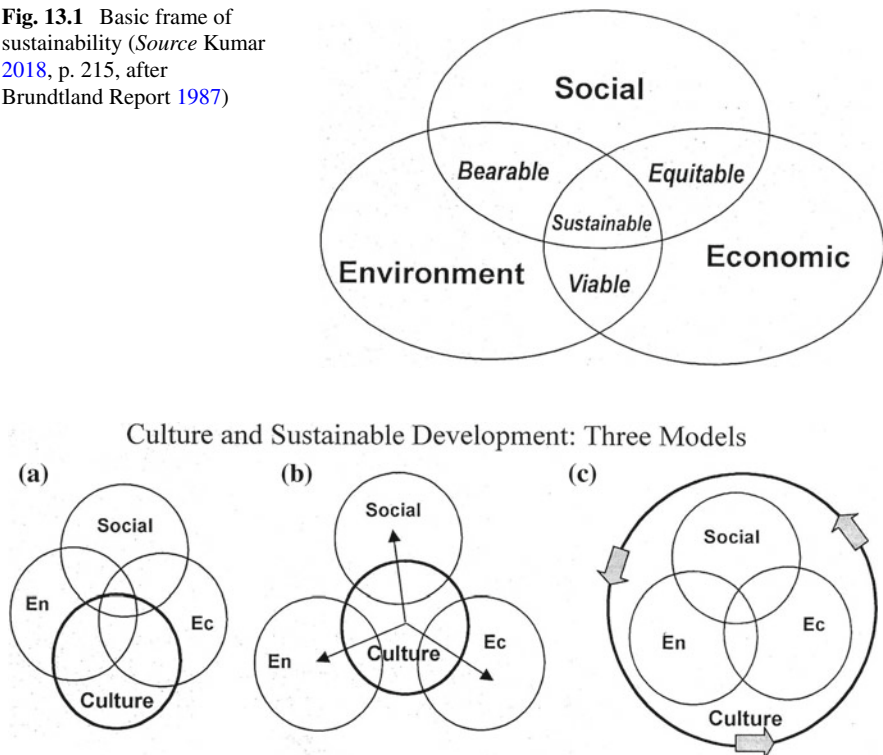 Fig. 13.1 Basic frame of
sustainability (Source Kumar
2018, p. 215, after
Brundtland Report 1987)
Social
Bearable
Equitable
Sustainable
Environment
Economic
Viable
Culture and Sustainable Development: Three Models
(a)
Social
En
Ec
Culture
(b)
Social
En
Culture
Ec
(c)
Social
En
Ec
Culture